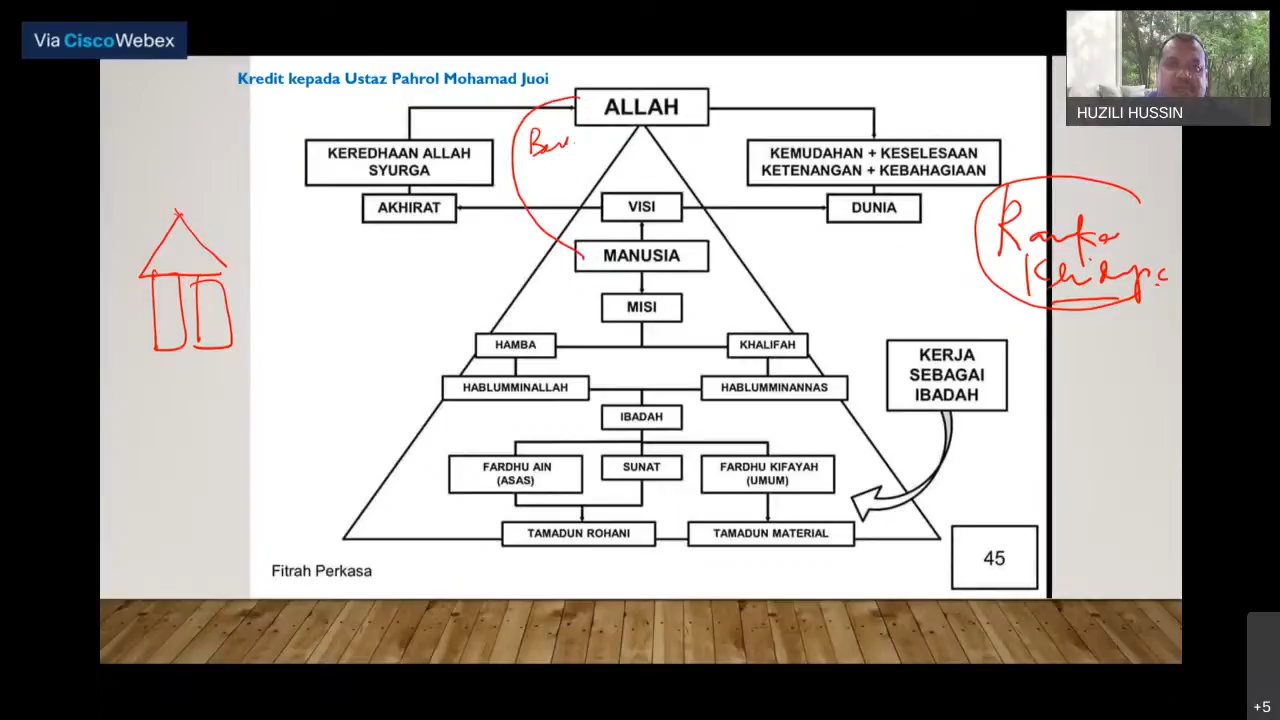 Via Cisco Webex
Kredit kepada Ustaz Pahrol Mohamad Juoi
HUZILI HUSSIN
ALLAH
KEREDHAAN ALLAH
SYURGA
KEMUDAHAN + KESELESAAN
KETENANGAN + KEBAHAGIAAN
AKHIRAT
VISI
DUNIA
MANUSIA
MISI
HAMBA
KHALIFAH
HABLUMMINALLAH
HABLUMMINANNAS
KERJA
SEBAGAI
IBADAH
IBADAH
FARDHU AIN
(ASAS)
SUNAT
FARDHU KIFAYAH
(UMUM)
TAMADUN ROHANI
TAMADUN MATERIAL
45
Fitrah Perkasa
+5